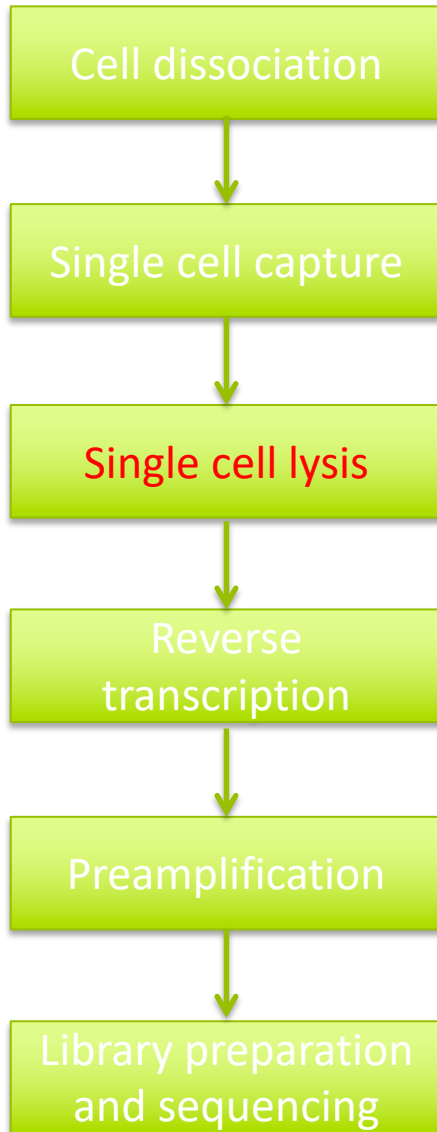 Cell dissociation
Single cell capture
Single cell lysis
Reverse
transcription
Preamplification
Library preparation
and sequencing